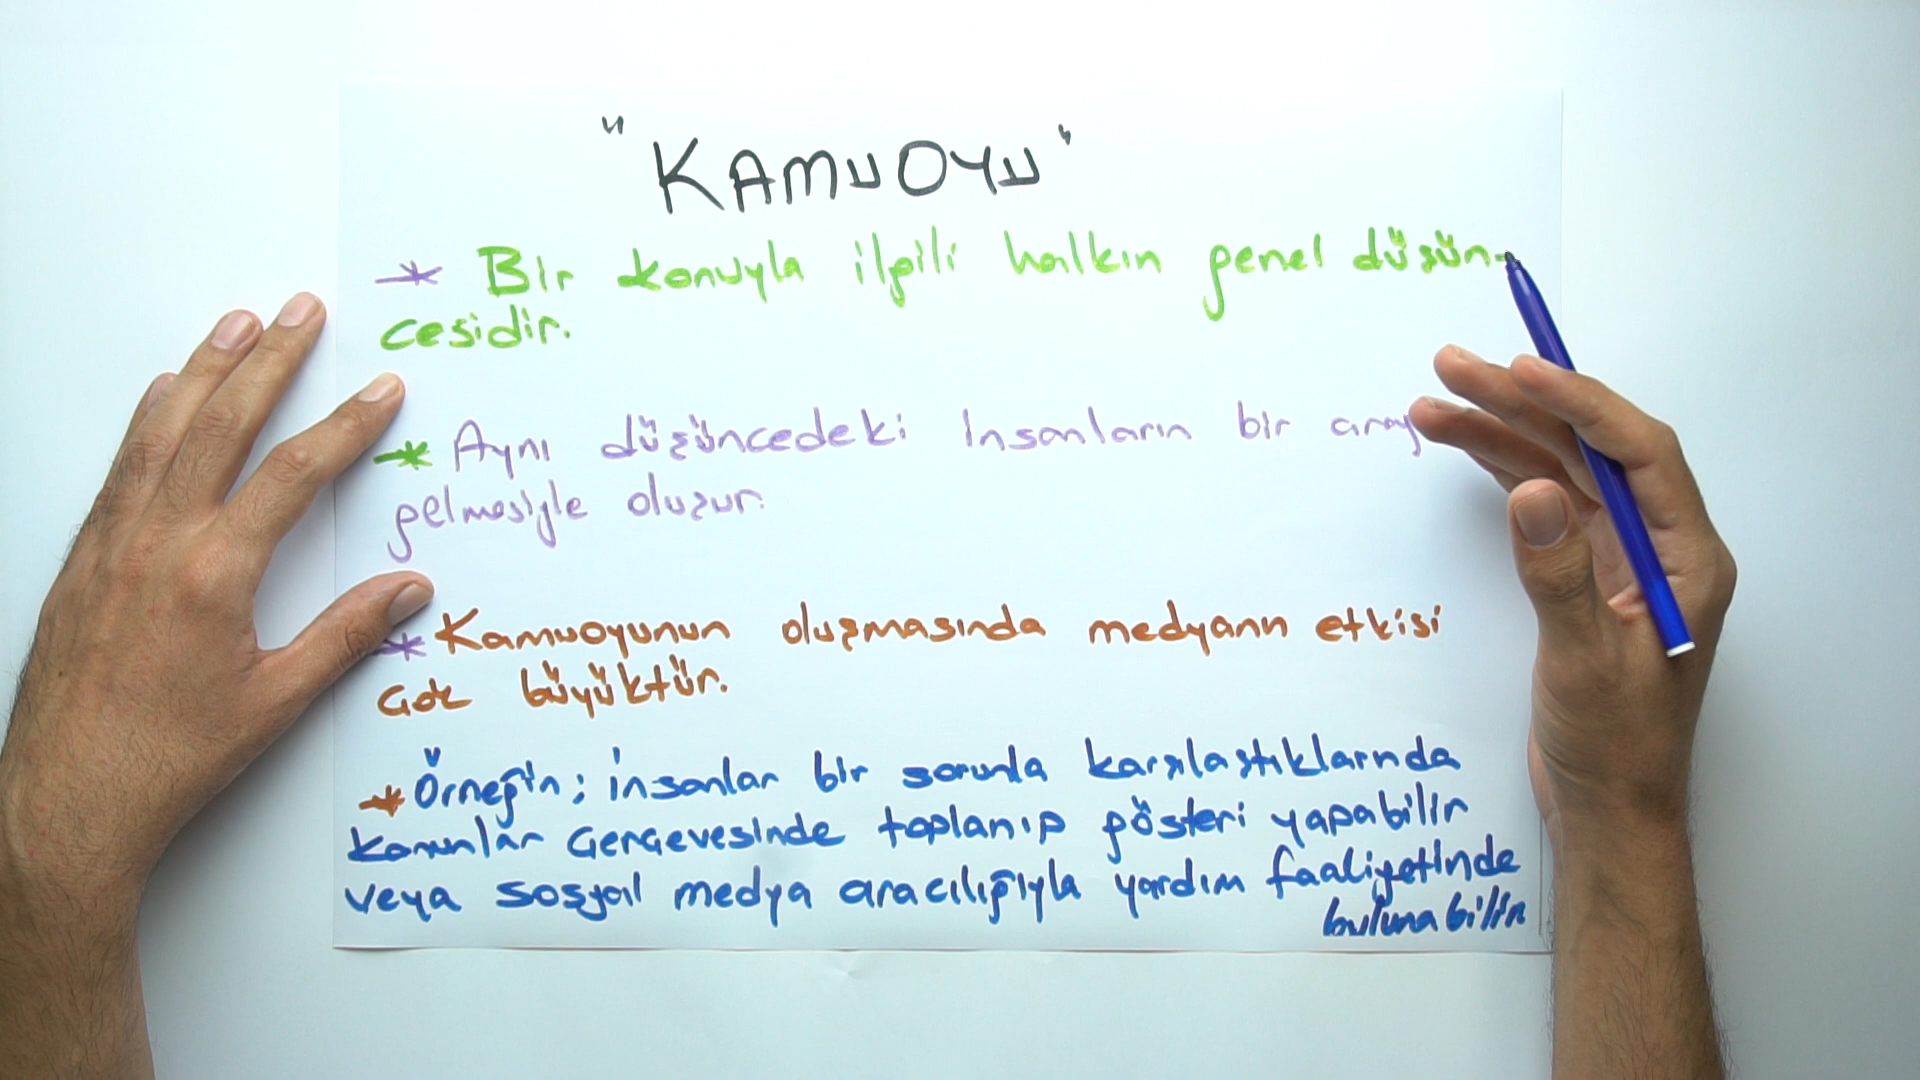 "KAMUOYU"
* Bir konuyla ilgili halkın genel düşün-
cesidir.
* Aynı düşüncedeki insanların bir
gelmesiyle oluşur.
* Kamuoyunun oluşmasında medyanın etkisi
çok büyüktür.
* Örneğin; insanlar bir sorunla karşılaştıklarında
kanunlar çerçevesinde toplanıp gösteri yapabilir
veya sosyal medya aracılığıyla yardım faaliyetinde
bulunabilir